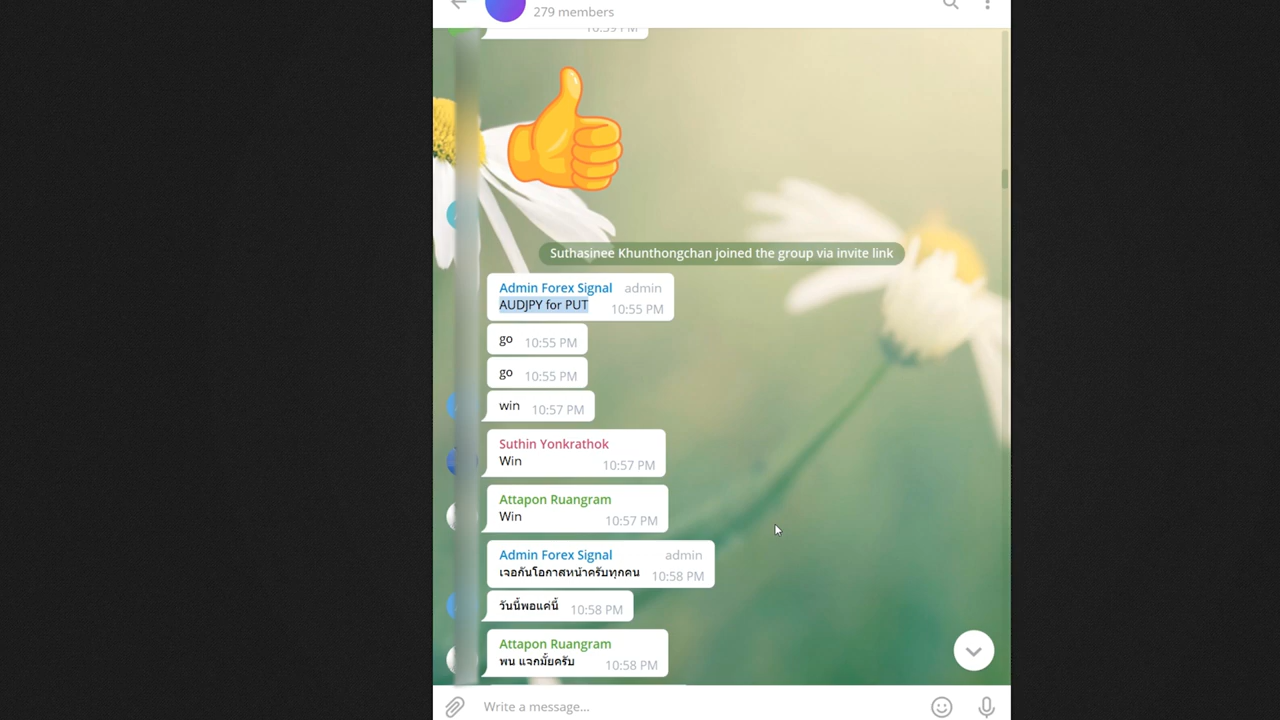 279 members
10:39 PM
Suthasinee Khunthongchan joined the group via invite link
Admin Forex Signal admin
AUDJPY for PUT 10:55 PM
go 10:55 PM
go 10:55 PM
win 10:57 PM
Suthin Yonkrathok
Win 10:57 PM
Attapon Ruangram
Win 10:57 PM
Admin Forex Signal admin
เจอกันโอกาสหน้าครับทุกคน 10:58 PM
วันนี้พอแค่นี้ 10:58 PM
Attapon Ruangram
พน แจกมั้ยครับ 10:58 PM
Write a message...